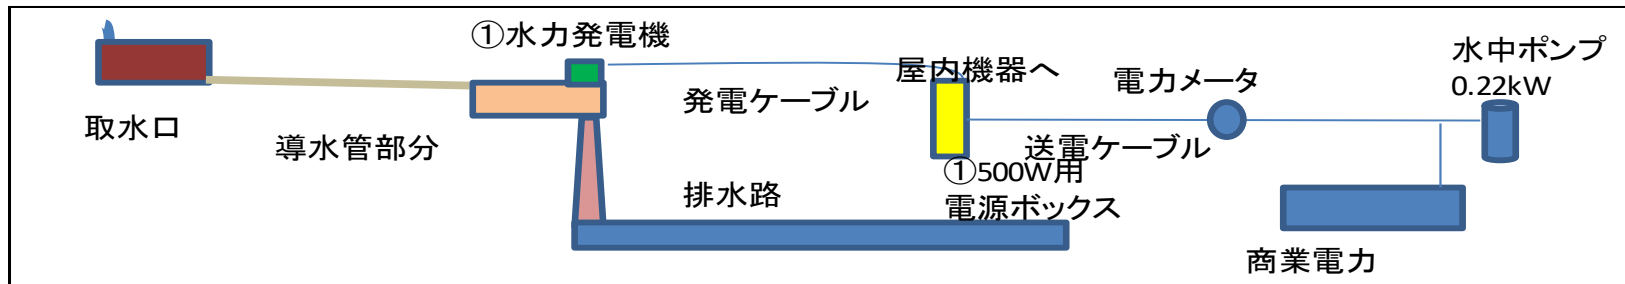 ①水力発電機
水中ポンプ
0.22kW
屋内機器へ
電力メータ
発電ケーブル
取水口
導水管部分
送電ケーブル
①500W用
電源ボックス
排水路
商業電力